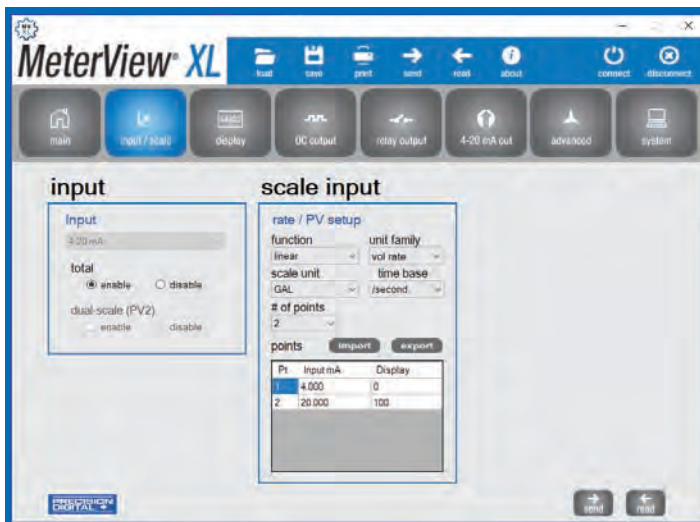 MeterView® XL
load save print send read about connect disconnect
main input / scale display OC output relay output 4-20 mA out advanced system
input
Input
4-20 mA
total
enable disable
dual-scale (PV2)
enable disable
scale input
rate / PV setup
function unit family
linear vol rate
scale unit time base
GAL /second
# of points
2
points import export
Pt Input mA Display
1 4.000 0
2 20.000 100
PRECISION
DIGITAL
send read